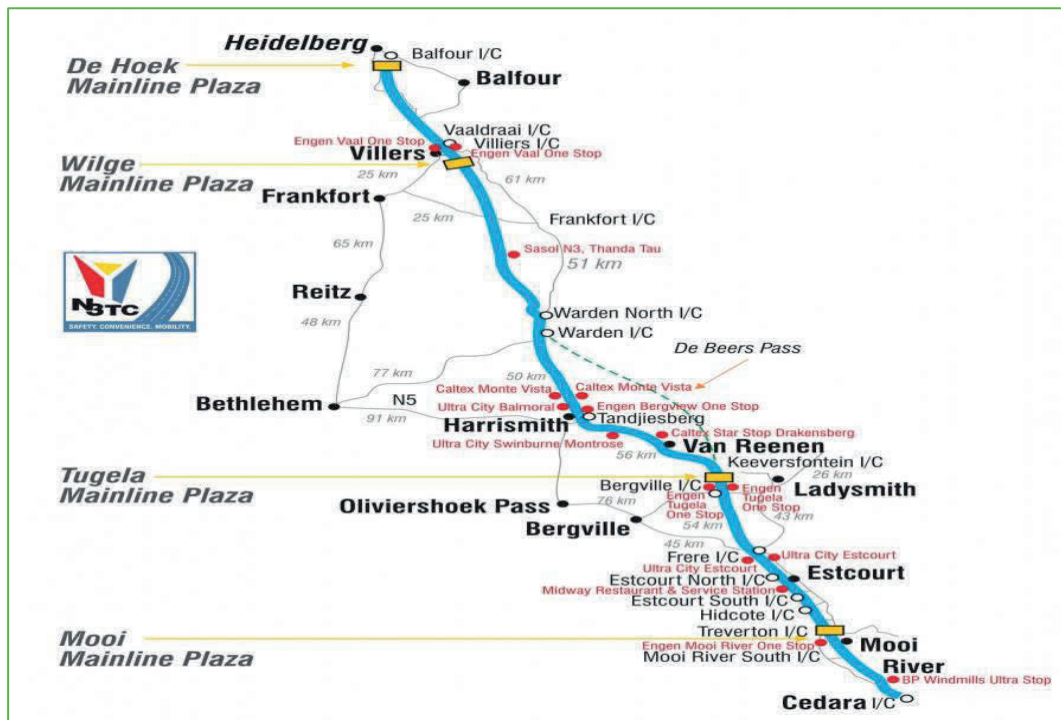 Heidelberg
Balfour I/C
De Hoek
Mainline Plaza
Balfour
Vaaldraai I/C
Engen Vaal One Stop
Villiers I/C
Villers
Engen Vaal One Stop
Wilge
Mainline Plaza
25 km
61 km
Frankfort
25 km
Frankfort I/C
65 km
Sasol N3, Thanda Tau
51 km
N3TC
SAFETY. CONVENIENCE. MOBILITY.
Reitz
48 km
Warden North I/C
Warden I/C
De Beers Pass
77 km
50 km
Caltex Monte Vista
Caltex Monte Vista
Bethlehem
N5
91 km
Ultra City Balmoral
Engen Bergview One Stop
Harrismith
Tandjiesberg
Ultra City Swinburne Montrose
Caltex Star Stop Drakensberg
56 km
Van Reenen
Keeversfontein I/C
26 km
Tugela
Mainline Plaza
Bergville I/C
Ladysmith
Engen
Tugela
One Stop
Engen
Tugela
One Stop
Oliviershoek Pass
76 km
Bergville
54 km
43 km
45 km
Frere I/C
Ultra City Estcourt
Ultra City Estcourt
Estcourt North I/C
Estcourt
Midway Restaurant & Service Station
Estcourt South I/C
Hidcote I/C
Treverton I/C
Mooi
Mainline Plaza
Engen Mooi River One Stop
Mooi
River
Mooi River South I/C
BP Windmills Ultra Stop
Cedara I/C